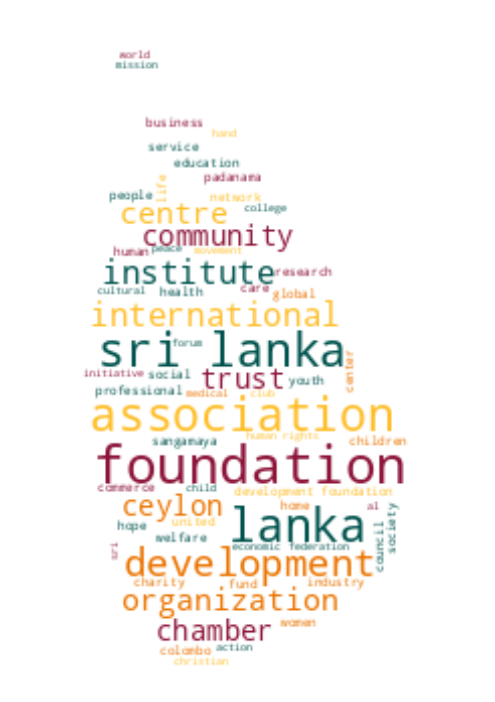 world
mission
business
hand
service
education
padanama
life
people
network
centre
college
community
human peace movement
institute research
cultural health care global
international
sri lanka
forum
center
initiative social trust youth
professional medical club
association
human rights
sangamaya children
foundation
commerce child development foundation
ceylon home al
hope united lanka
society
council
welfare economic federation
sri
development
charity fund industry
organization
chamber women
colombo action
christian